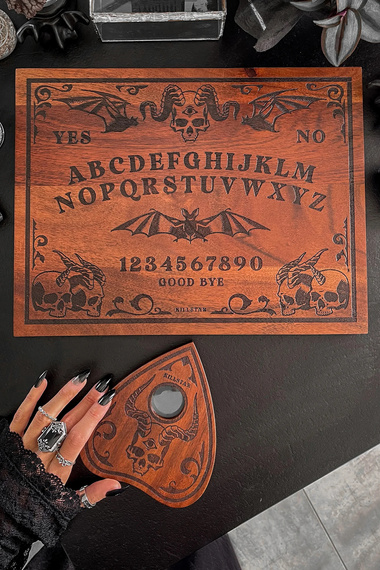 YES NO
ABCDEFGHIJKLM
NOPQRSTUVWXYZ
1234567890
GOOD BYE
KILLSTAR
KILLSTAR